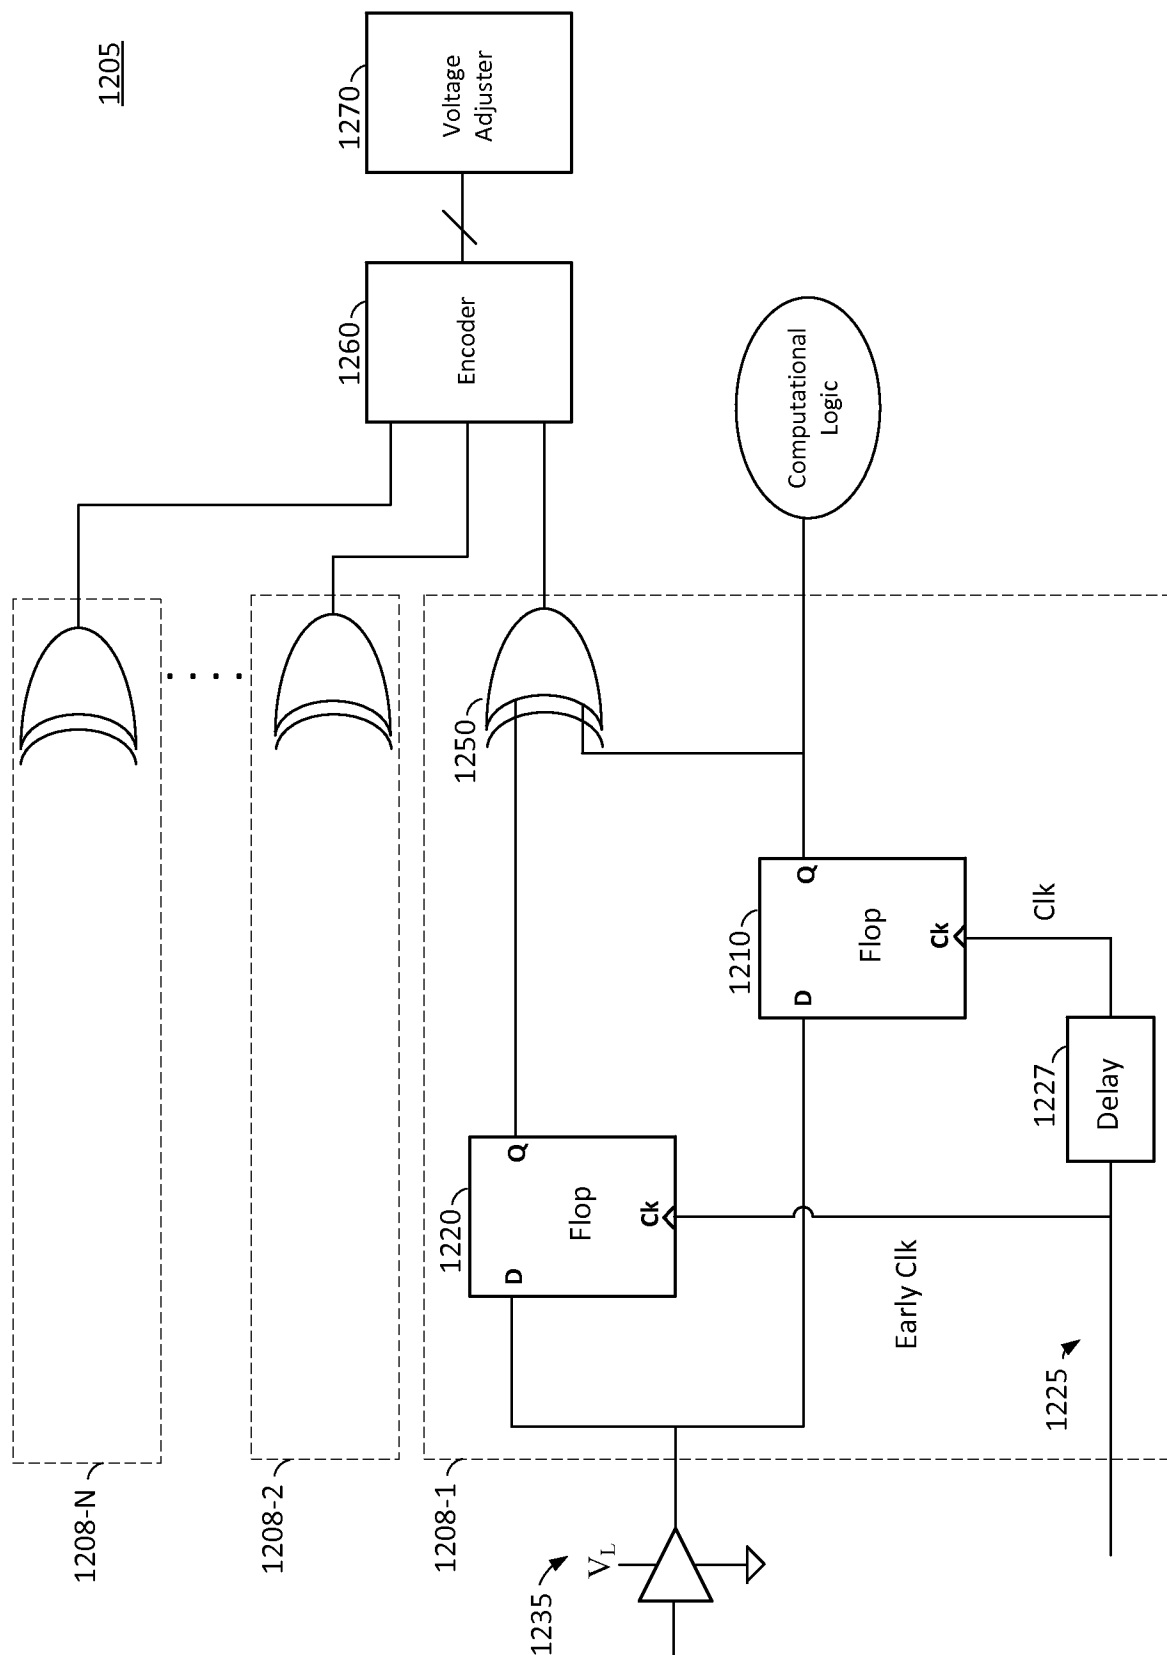 1205
1208-N
1208-2
1208-1
1270
Voltage
Adjuster
1260
Encoder
1250
Computational
Logic
1220
D
Q
Flop
Ck
1210
D
Q
Flop
Ck
Clk
1227
Delay
Early Clk
1225
1235
VL